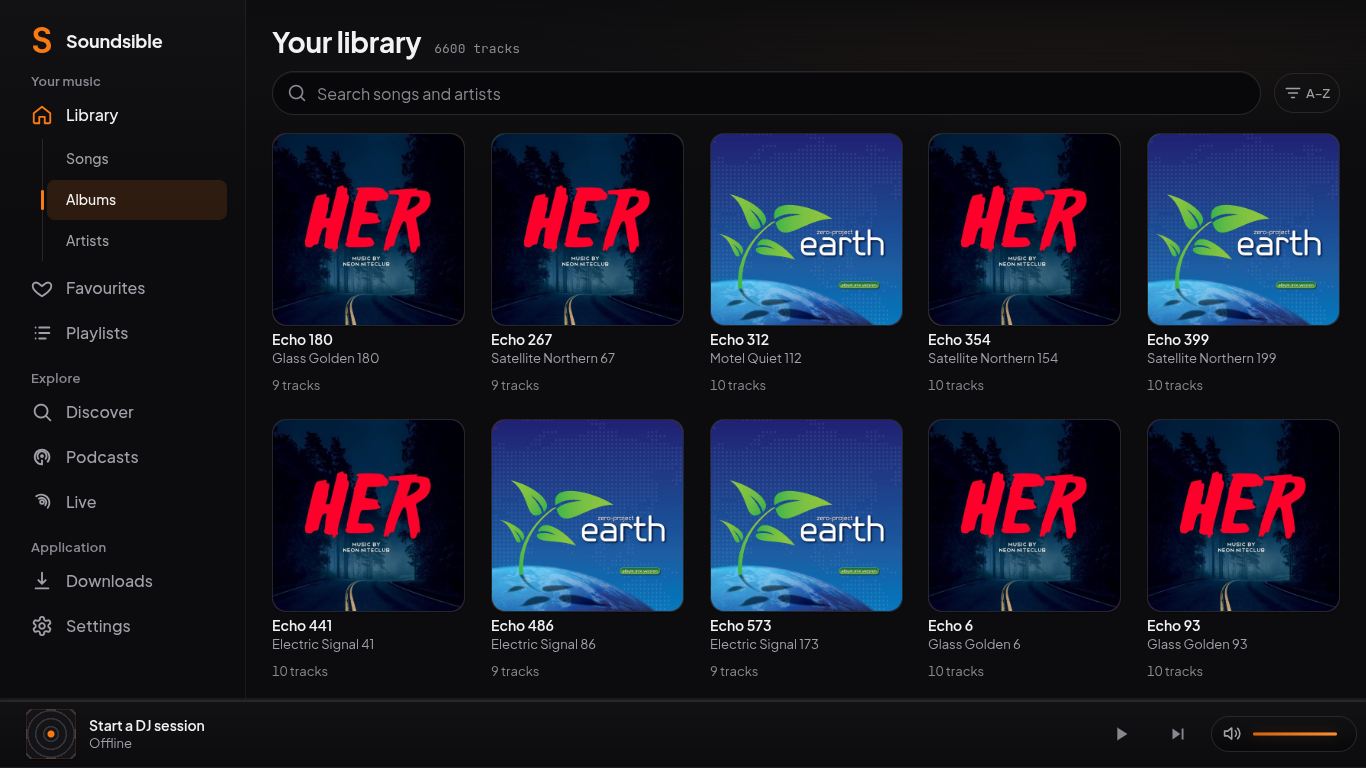 Soundsible
Your music
Library
Songs
Albums
Artists
Favourites
Playlists
Explore
Discover
Podcasts
Live
Application
Downloads
Settings
Your library 6600 tracks
Search songs and artists
A–Z
HER
MUSIC BY
NEON NITECLUB
Echo 180
Glass Golden 180
9 tracks
HER
MUSIC BY
NEON NITECLUB
Echo 267
Satellite Northern 67
9 tracks
zero-project
earth
Echo 312
Motel Quiet 112
10 tracks
HER
MUSIC BY
NEON NITECLUB
Echo 354
Satellite Northern 154
10 tracks
zero-project
earth
Echo 399
Satellite Northern 199
10 tracks
HER
MUSIC BY
NEON NITECLUB
Echo 441
Electric Signal 41
10 tracks
zero-project
earth
Echo 486
Electric Signal 86
9 tracks
zero-project
earth
Echo 573
Electric Signal 173
9 tracks
HER
MUSIC BY
NEON NITECLUB
Echo 6
Glass Golden 6
10 tracks
HER
MUSIC BY
NEON NITECLUB
Echo 93
Glass Golden 93
10 tracks
Start a DJ session
Offline